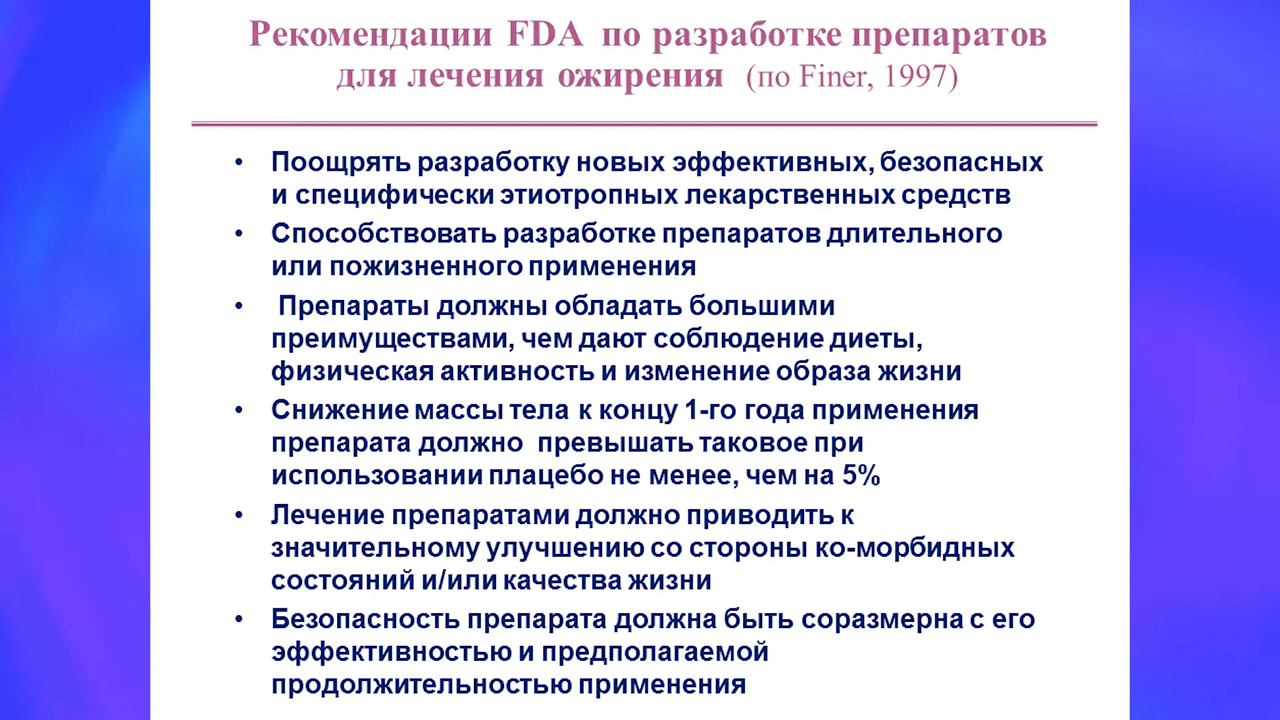 Рекомендации FDA по разработке препаратов
для лечения ожирения (по Finer, 1997)
• Поощрять разработку новых эффективных, безопасных
и специфически этиотропных лекарственных средств
• Способствовать разработке препаратов длительного
или пожизненного применения
• Препараты должны обладать большими
преимуществами, чем дают соблюдение диеты,
физическая активность и изменение образа жизни
• Снижение массы тела к концу 1-го года применения
препарата должно превышать таковое при
использовании плацебо не менее, чем на 5%
• Лечение препаратами должно приводить к
значительному улучшению со стороны ко-морбидных
состояний и/или качества жизни
• Безопасность препарата должна быть соразмерна с его
эффективностью и предполагаемой
продолжительностью применения